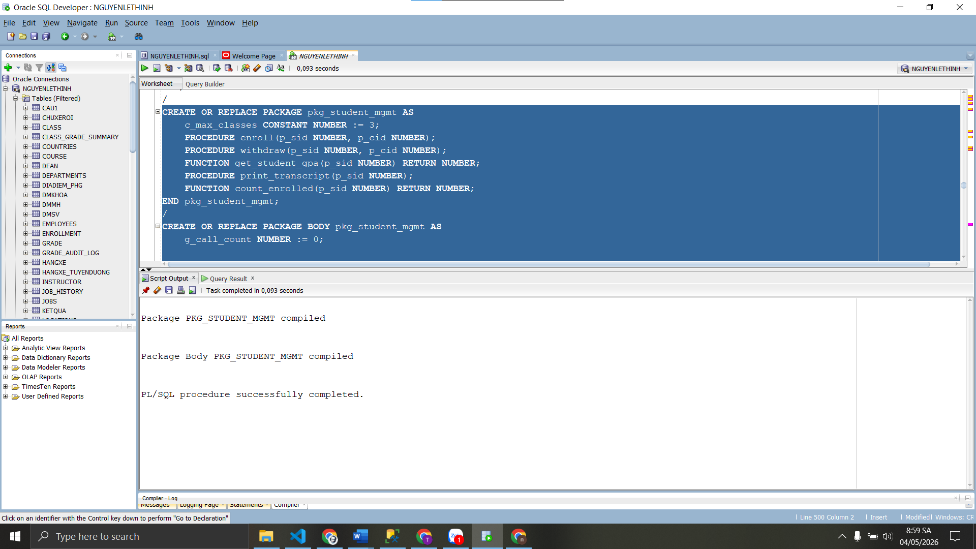 Oracle SQL Developer : NGUYENLETHINH
File Edit View Navigate Run Source Team Tools Window Help
Connections
NGUYENLETHINH.sql
Welcome Page
NGUYENLETHINH
0,093 seconds
NGUYENLETHINH
Worksheet
Query Builder
Oracle Connections
NGUYENLETHINH
Tables (Filtered)
CAU1
CHUXEROI
CLASS
CLASS_GRADE_SUMMARY
COUNTRIES
COURSE
DEAN
DEPARTMENTS
DIADIEM_PHG
DMKHOA
DMMH
DMSV
EMPLOYEES
ENROLLMENT
GRADE
GRADE_AUDIT_LOG
HANGXE
HANGXE_TUYENDUONG
INSTRUCTOR
JOB_HISTORY
JOBS
KETQUA
/
CREATE OR REPLACE PACKAGE pkg_student_mgmt AS
c_max_classes CONSTANT NUMBER := 3;
PROCEDURE enroll(p_sid NUMBER, p_cid NUMBER);
PROCEDURE withdraw(p_sid NUMBER, p_cid NUMBER);
FUNCTION get_student_gpa(p_sid NUMBER) RETURN NUMBER;
PROCEDURE print_transcript(p_sid NUMBER);
FUNCTION count_enrolled(p_sid NUMBER) RETURN NUMBER;
END pkg_student_mgmt;
/
CREATE OR REPLACE PACKAGE BODY pkg_student_mgmt AS
g_call_count NUMBER := 0;
Script Output
Query Result
Task completed in 0,093 seconds
Package PKG_STUDENT_MGMT compiled
Package Body PKG_STUDENT_MGMT compiled
PL/SQL procedure successfully completed.
Reports
All Reports
Analytic View Reports
Data Dictionary Reports
Data Modeler Reports
OLAP Reports
TimesTen Reports
User Defined Reports
Compiler - Log
Messages
Logging Page
Statements
Compiler
Click on an identifier with the Control key down to perform "Go to Declaration"
Line 500 Column 2
Insert
Modified
Windows: CR
Type here to search
8:59 SA
04/05/2026